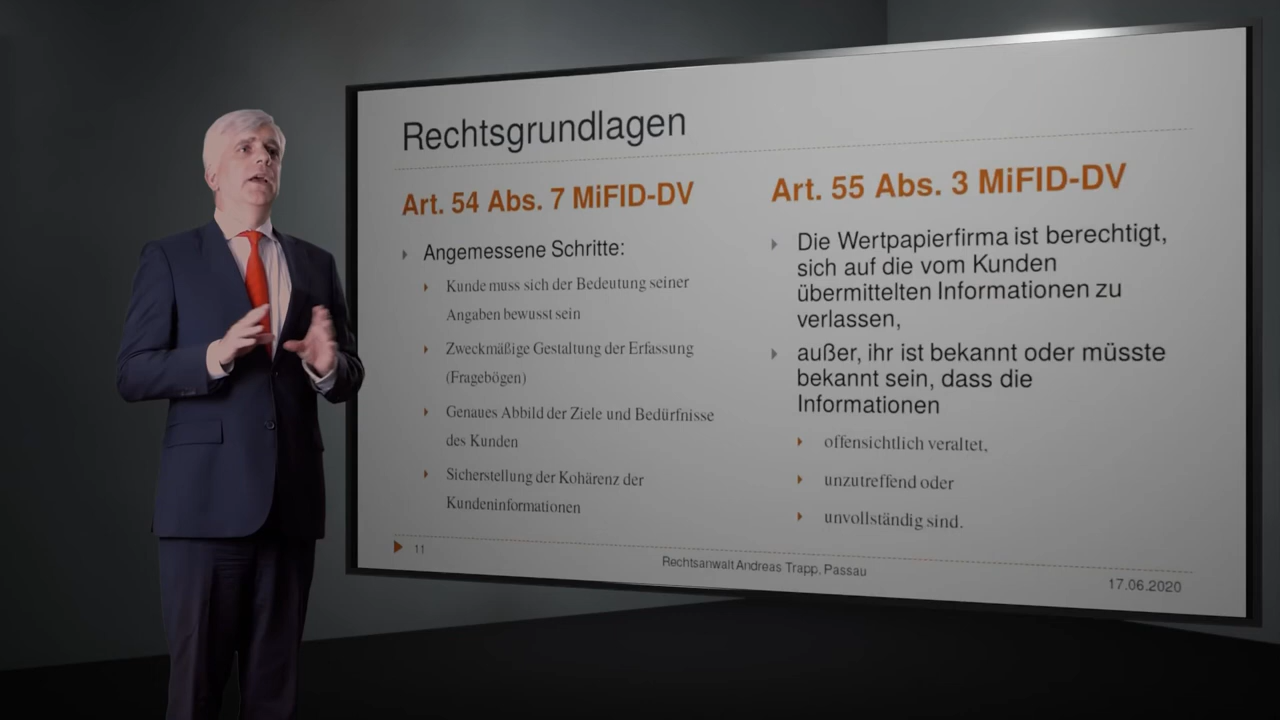 Rechtsgrundlagen
Art. 54 Abs. 7 MiFID-DV
Angemessene Schritte:
Kunde muss sich der Bedeutung seiner
Angaben bewusst sein
Zweckmäßige Gestaltung der Erfassung
(Fragebögen)
Genaues Abbild der Ziele und Bedürfnisse
des Kunden
Sicherstellung der Kohärenz der
Kundeninformationen
Art. 55 Abs. 3 MiFID-DV
Die Wertpapierfirma ist berechtigt,
sich auf die vom Kunden
übermittelten Informationen zu
verlassen,
außer, ihr ist bekannt oder müsste
bekannt sein, dass die
Informationen
offensichtlich veraltet,
unzutreffend oder
unvollständig sind.
11
Rechtsanwalt Andreas Trapp, Passau
17.06.2020